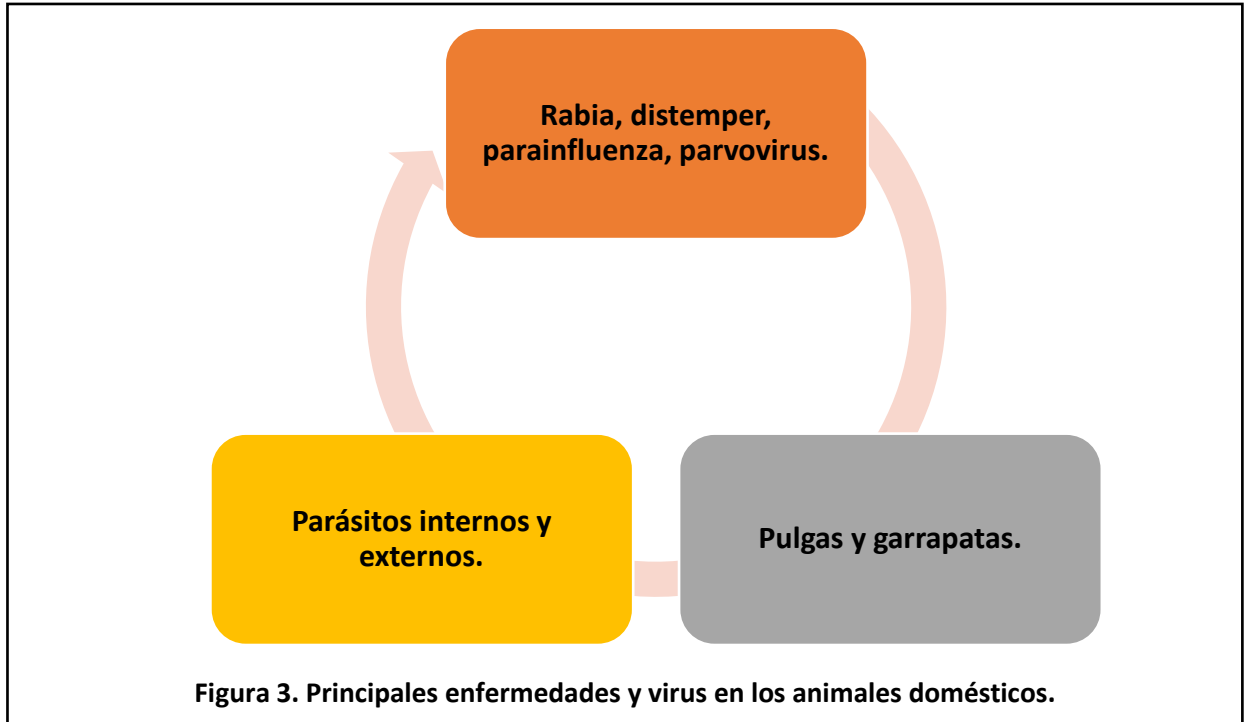 Rabia, distemper,
parainfluenza, parvovirus.
Parásitos internos y
externos.
Pulgas y garrapatas.
Figura 3. Principales enfermedades y virus en los animales domésticos.